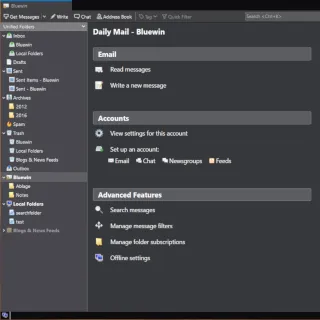 Bluewin
Get Messages
Write
Chat
Address Book
Tag
Quick Filter
Search <Ctrl+K>
Unified Folders
Inbox
Bluewin
Local Folders
Drafts
Sent
Sent Items - Bluewin
Sent - Bluewin
Archives
2012
2016
Spam
Trash
Bluewin
Local Folders
Blogs & News Feeds
Outbox
Bluewin
Ablage
Notes
Local Folders
searchfolder
test
Blogs & News Feeds
Daily Mail - Bluewin
Email
Read messages
Write a new message
Accounts
View settings for this account
Set up an account:
Email Chat Newsgroups Feeds
Advanced Features
Search messages
Manage message filters
Manage folder subscriptions
Offline settings